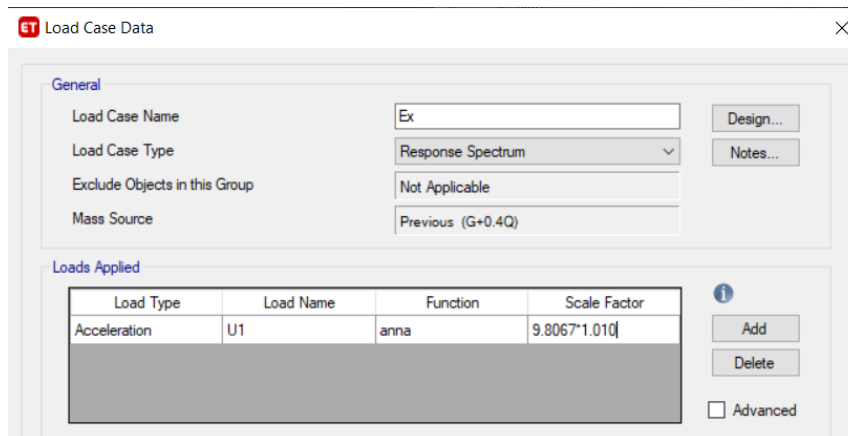 ET Load Case Data
General
Load Case Name Ex Design...
Load Case Type Response Spectrum Notes...
Exclude Objects in this Group Not Applicable
Mass Source Previous (G+0.4Q)
Loads Applied
Load Type Load Name Function Scale Factor
Acceleration U1 anna 9.8067*1.010 Add
Delete
Advanced